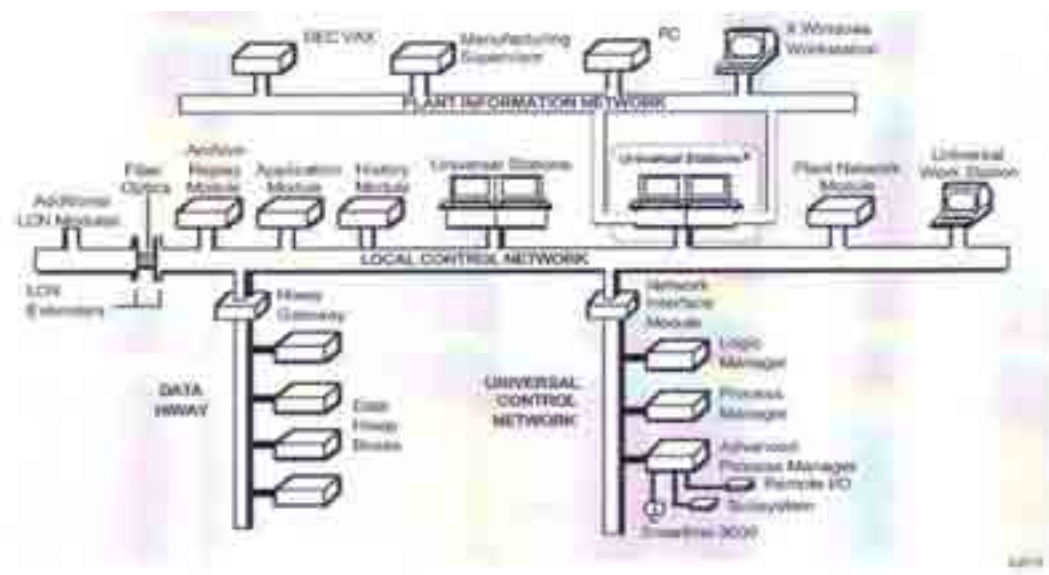 DEC VAX
Manufacturing
Supervisor
PC
X Windows
Workstation
PLANT INFORMATION NETWORK
Archive
Replay
Module
Application
Module
History
Module
Universal Stations
Universal Stations
Plant Network
Module
Universal
Work Station
Fiber
Optics
Additional
LCN Modules
LOCAL CONTROL NETWORK
LCN
Extenders
Hiway
Gateway
Network
Interface
Module
DATA
HIWAY
Data
Hiway
Boxes
UNIVERSAL
CONTROL
NETWORK
Logic
Manager
Process
Manager
Advanced
Process Manager
Remote I/O
Subsystem
Smartline 3000